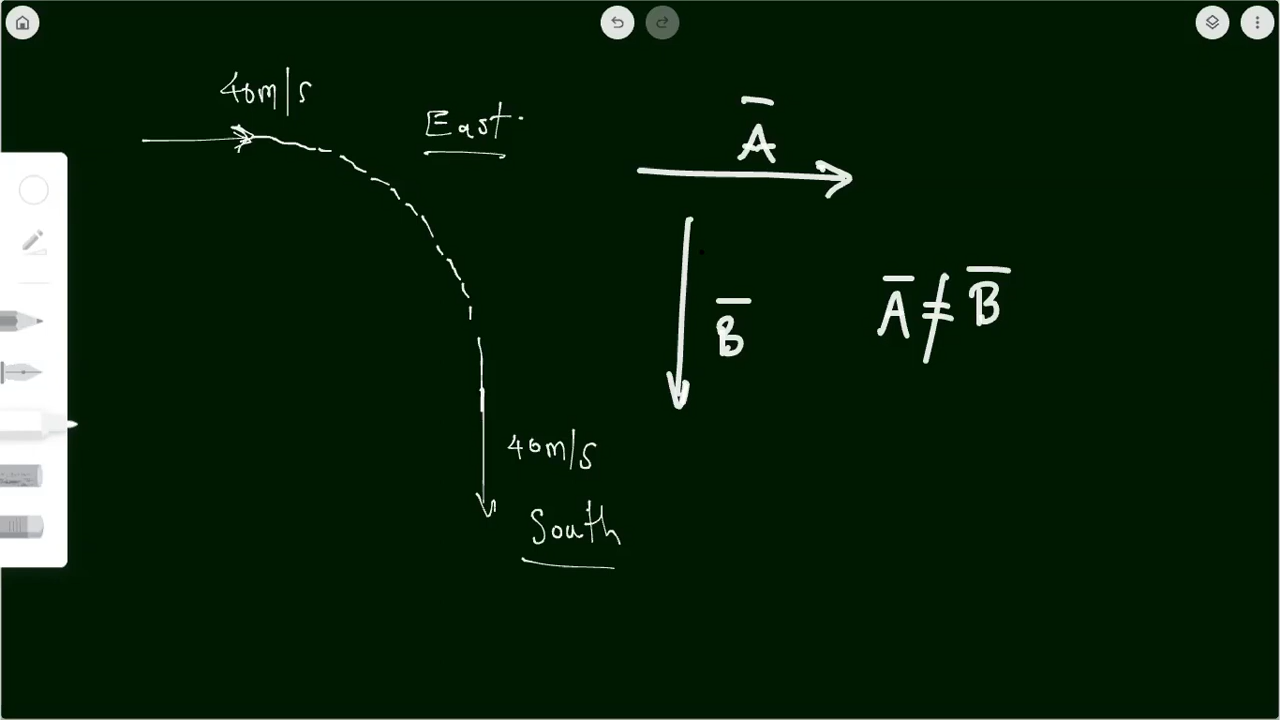 40m/s
East
A̅
A̅ ≠ B̅
B̅
40m/s
South